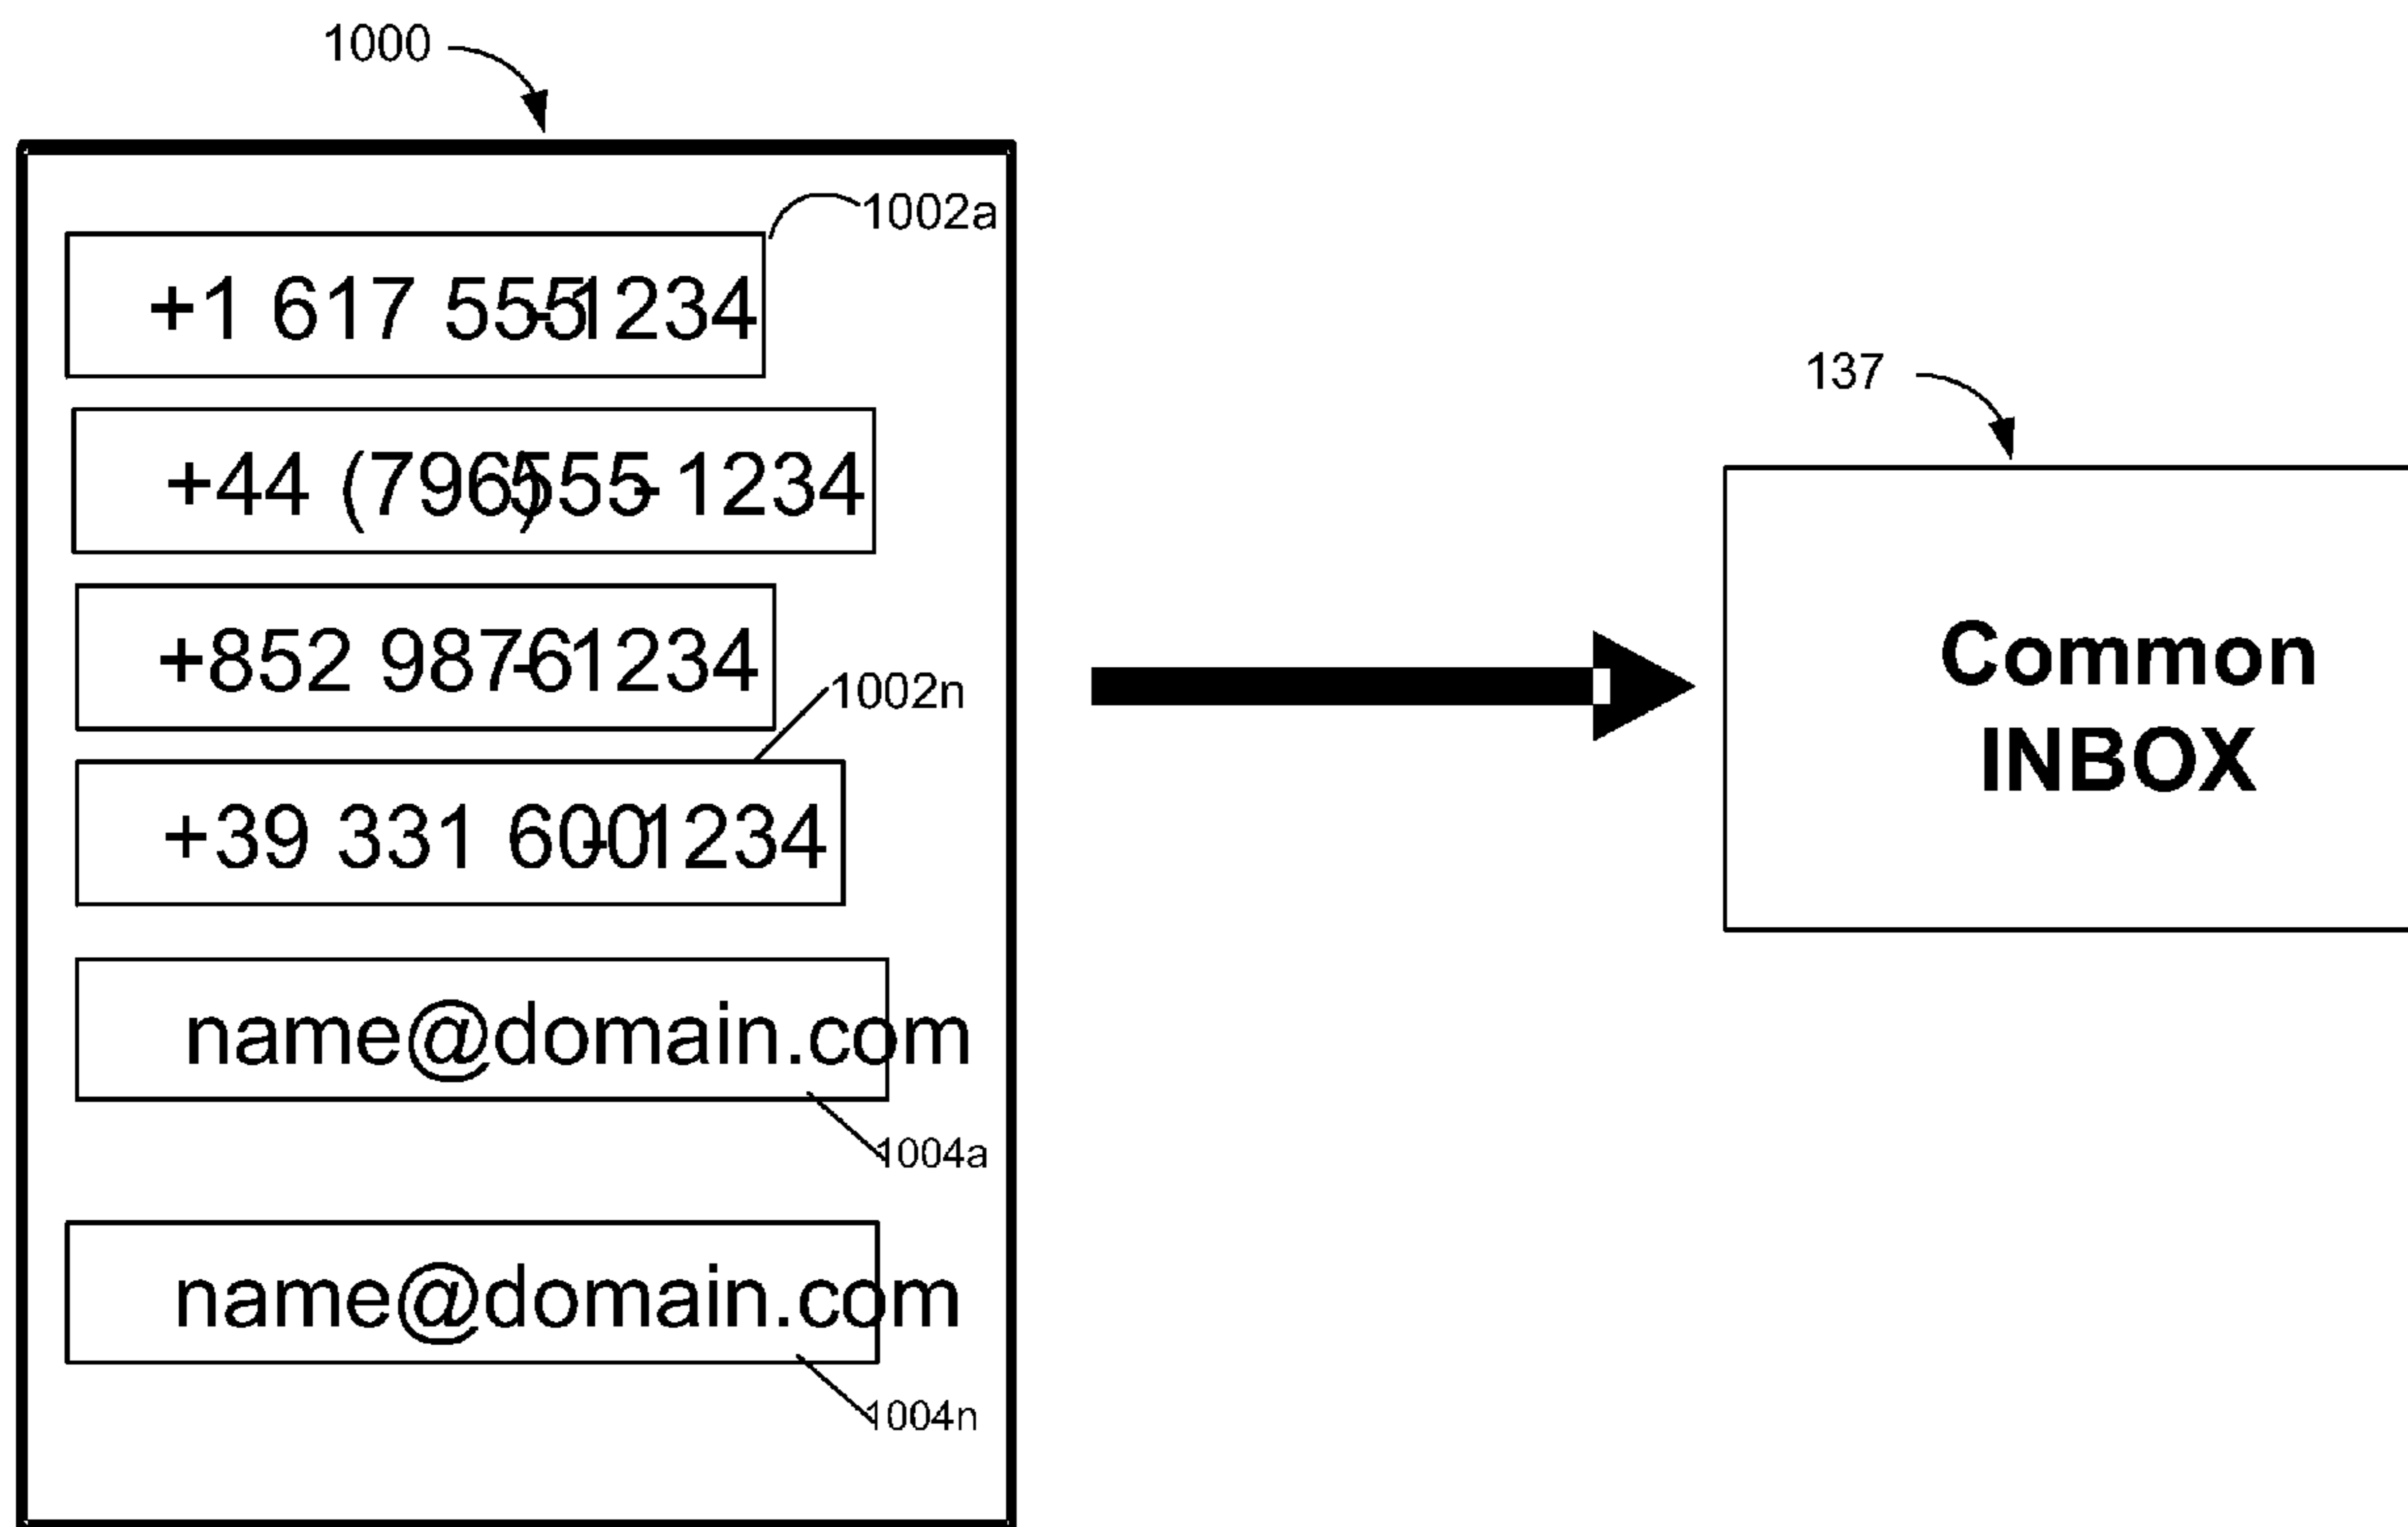 1000
1002a
+1 617 555-1234
+44 (796)555- 1234
+852 9876-1234
1002n
+39 331 600-1234
name@domain.com
1004a
name@domain.com
1004n
137
Common
INBOX